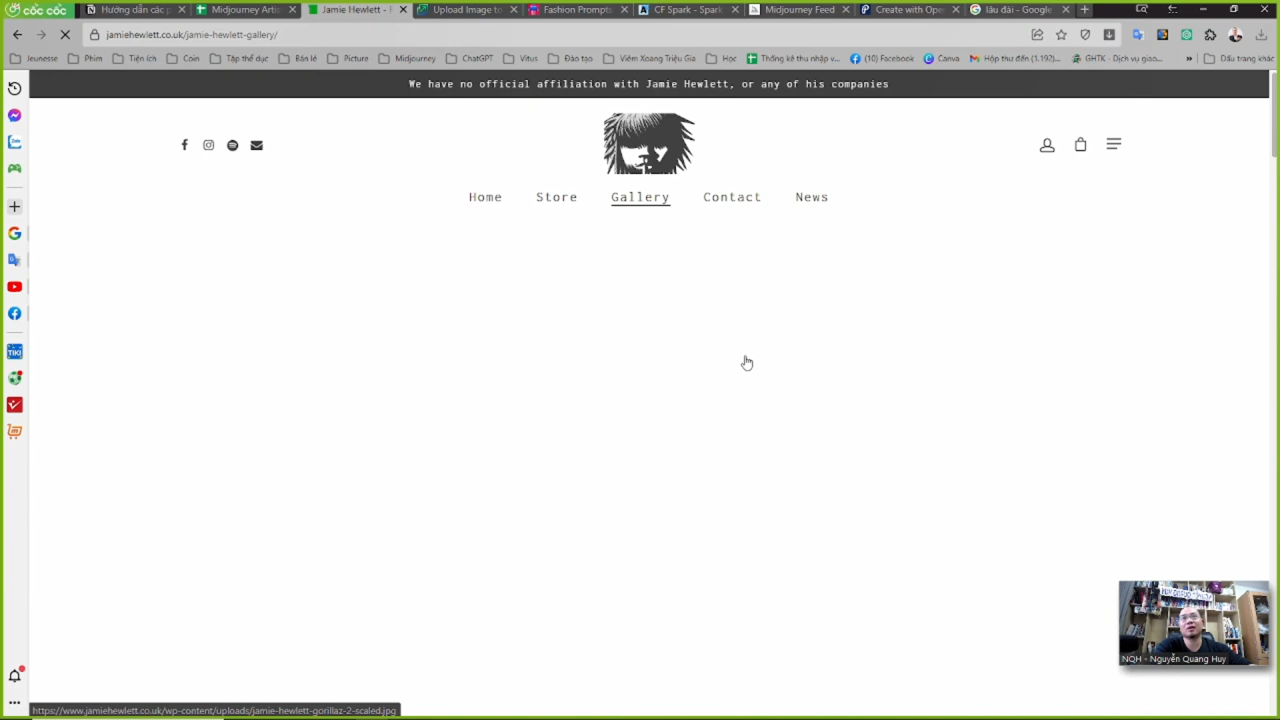 cốc cốc
Hướng dẫn các p
Midjourney Artis
Jamie Hewlett -
Upload Image to
Fashion Prompts
CF Spark - Spark
Midjourney Feed
Create with Ope
lâu đài - Google
jamiehewlett.co.uk/jamie-hewlett-gallery/
Jeunesse
Phim
Tiện ích
Coin
Tập thể dục
Bán lẻ
Picture
Midjourney
ChatGPT
Vitus
Đào tạo
Viêm Xoang Triệu Gia
Học
Thống kê thu nhập v...
(10) Facebook
Canva
Hộp thư đến (1.192)...
GHTK - Dịch vụ giao...
Dấu trang khác
We have no official affiliation with Jamie Hewlett, or any of his companies
Home
Store
Gallery
Contact
News
Zalo
TIKI
NQH - Nguyễn Quang Huy
https://www.jamiehewlett.co.uk/wp-content/uploads/jamie-hewlett-gorillaz-2-scaled.jpg